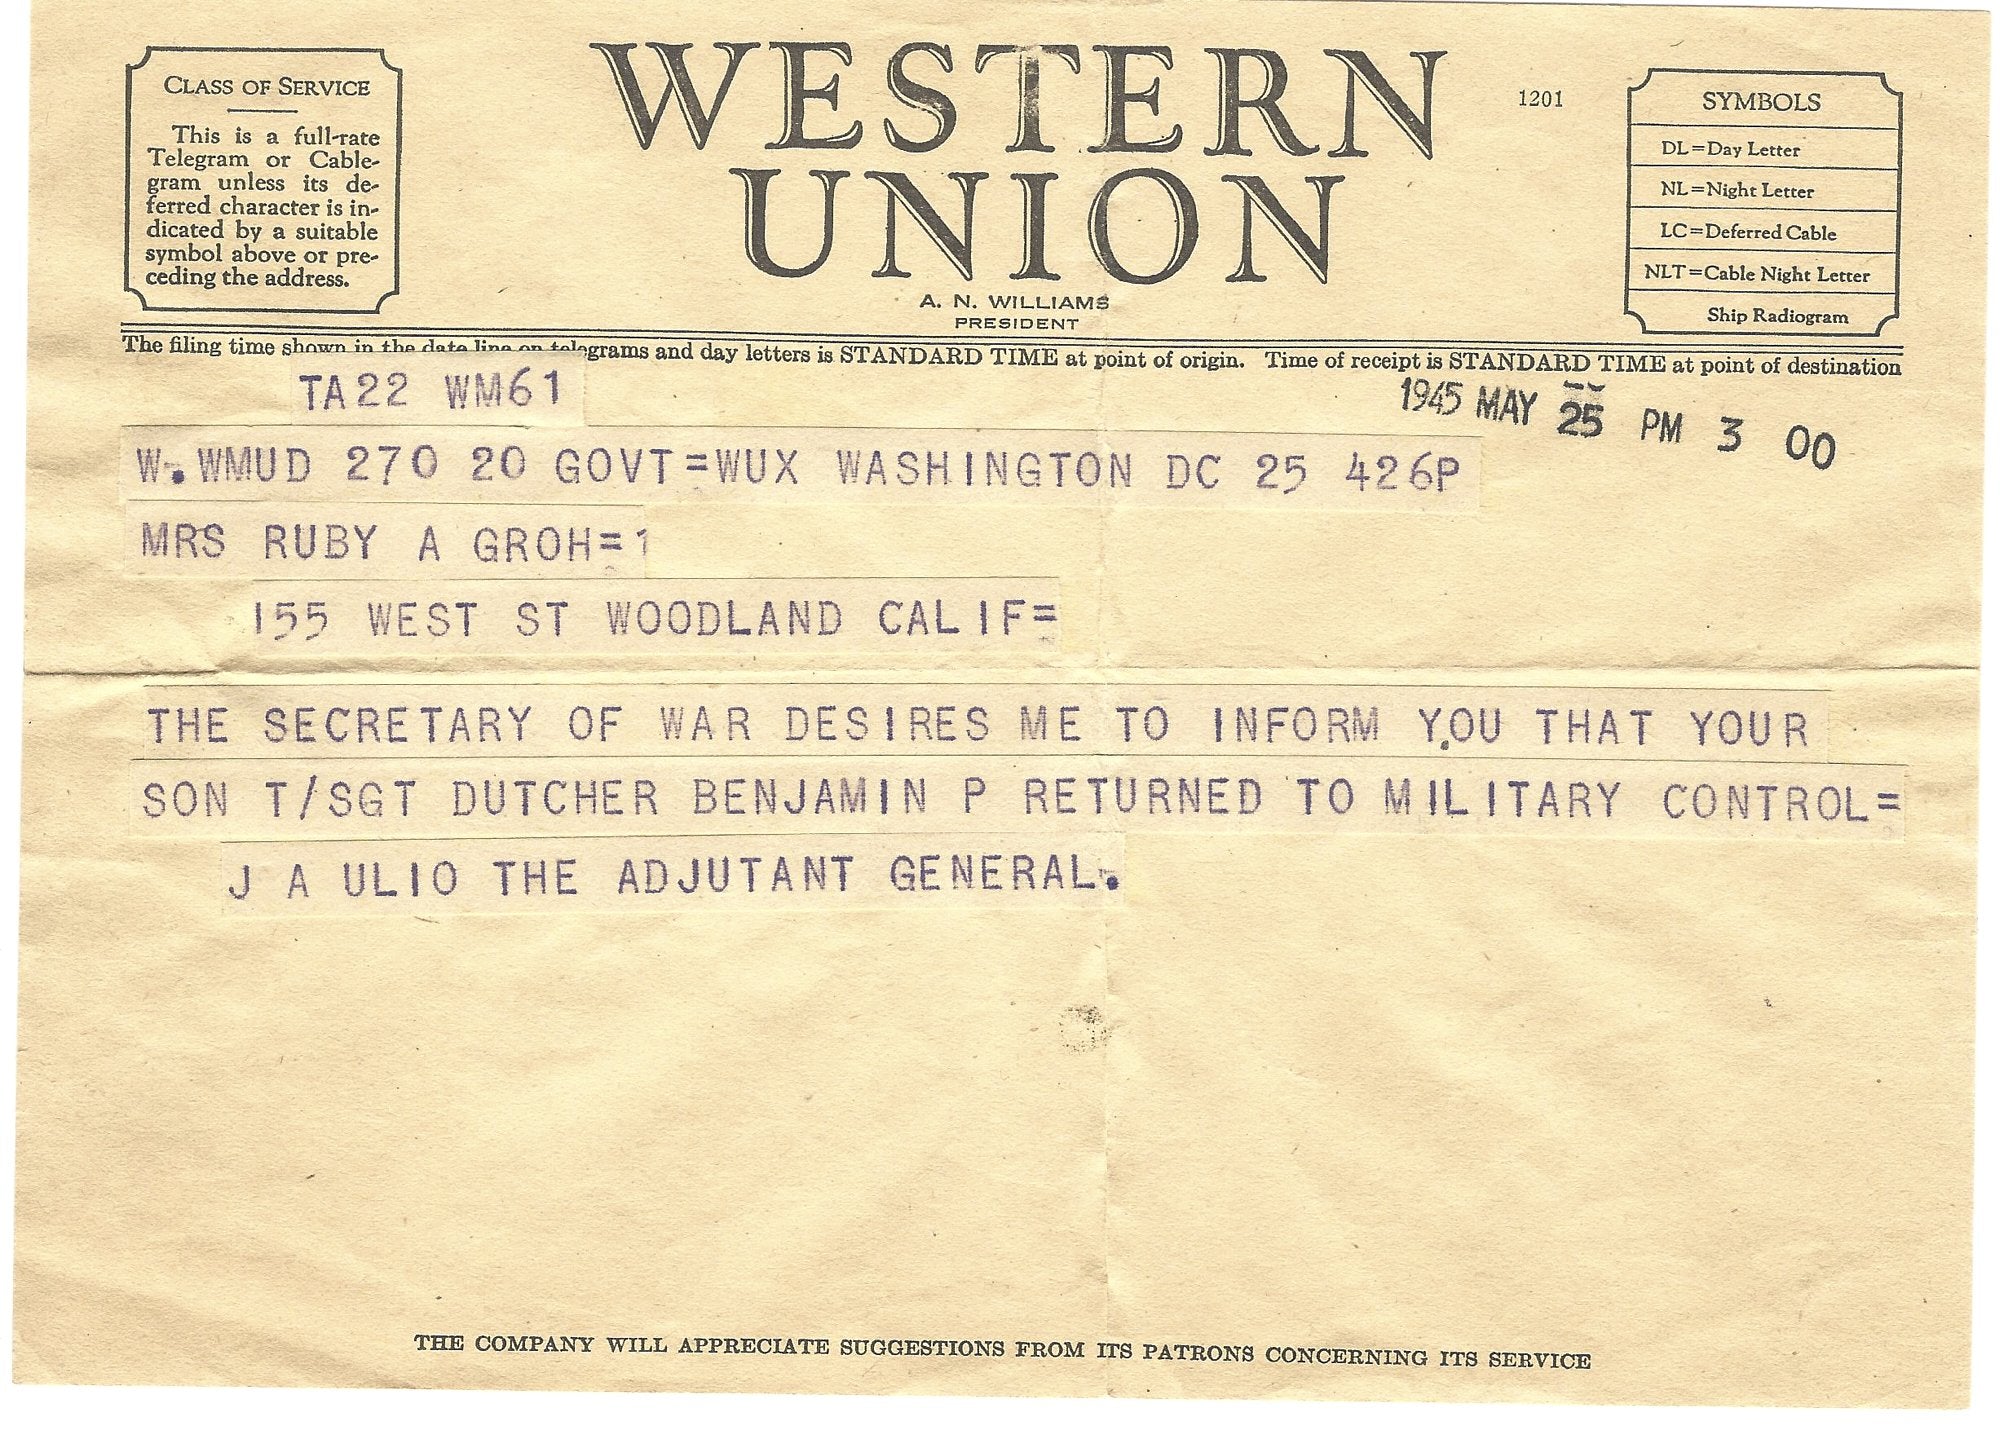 CLASS OF SERVICE
This is a full-rate
Telegram or Cable-
gram unless its de-
ferred character is in-
dicated by a suitable
symbol above or pre-
ceding the address.
WESTERN
UNION
A. N. WILLIAMS
PRESIDENT
1201
SYMBOLS
DL=Day Letter
NL=Night Letter
LC=Deferred Cable
NLT=Cable Night Letter
Ship Radiogram
The filing time shown in the date line on telegrams and day letters is STANDARD TIME at point of origin. Time of receipt is STANDARD TIME at point of destination
TA22 WM61
1945 MAY 25 PM 3 00
W. WMUD 270 20 GOVT=WUX WASHINGTON DC 25 426P
MRS RUBY A GROH=1
155 WEST ST WOODLAND CALIF=
THE SECRETARY OF WAR DESIRES ME TO INFORM YOU THAT YOUR
SON T/SGT DUTCHER BENJAMIN P RETURNED TO MILITARY CONTROL=
J A ULIO THE ADJUTANT GENERAL.
THE COMPANY WILL APPRECIATE SUGGESTIONS FROM ITS PATRONS CONCERNING ITS SERVICE